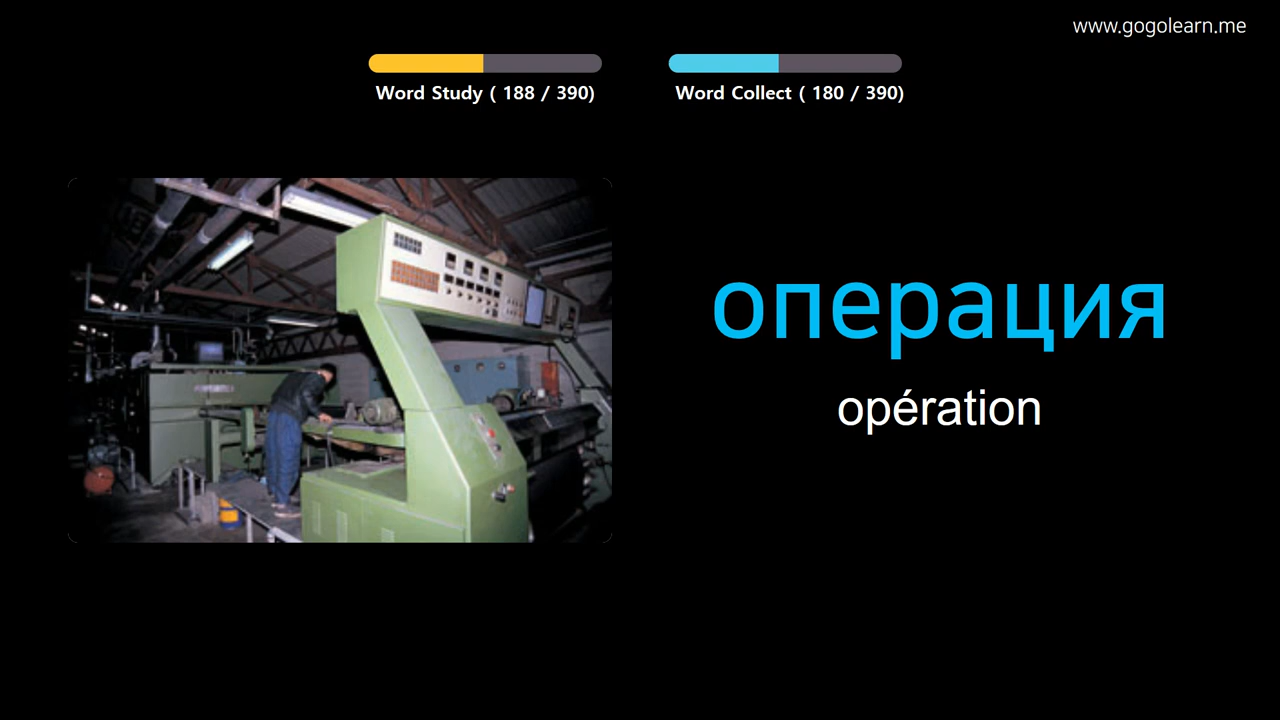 www.gogolearn.me
Word Study ( 188 / 390)
Word Collect ( 180 / 390)
операция
opération